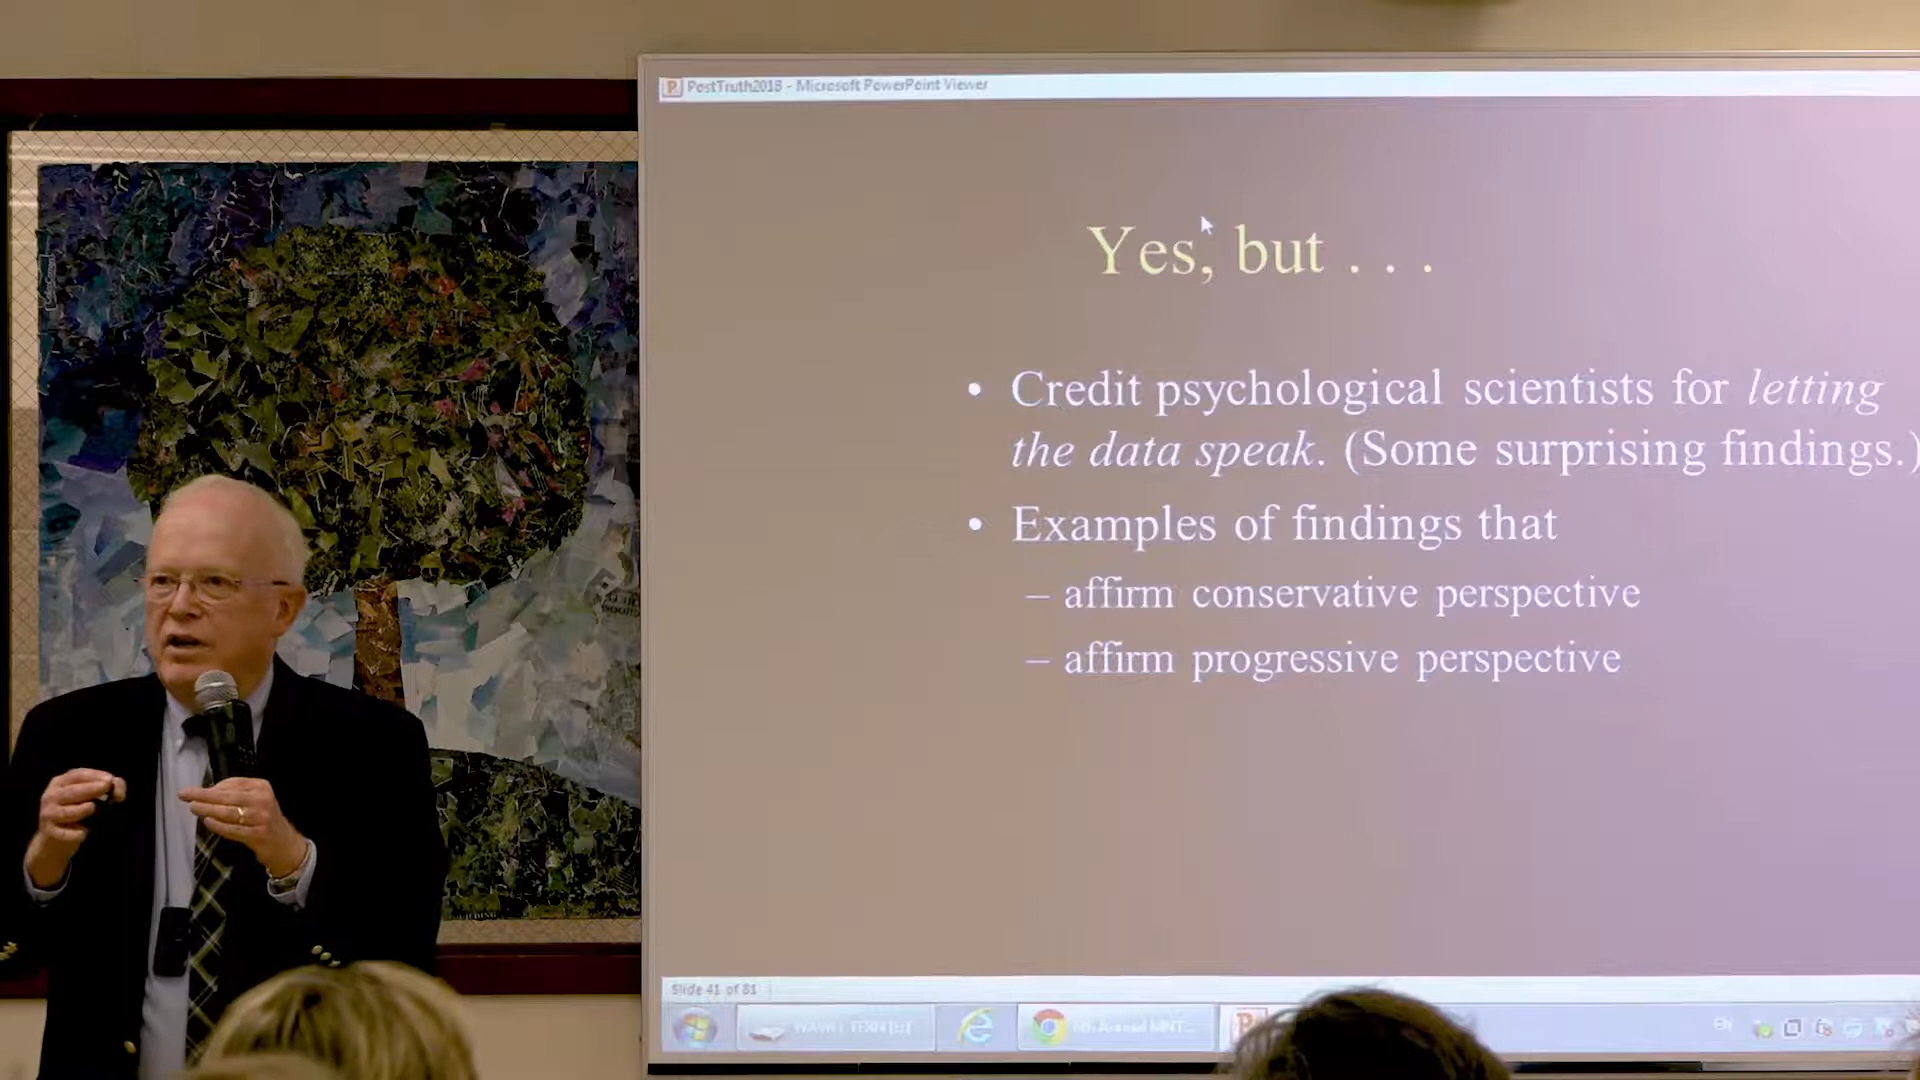 PostTruth2018 - Microsoft PowerPoint Viewer
Yes, but . . .
• Credit psychological scientists for letting
the data speak. (Some surprising findings.)
• Examples of findings that
– affirm conservative perspective
– affirm progressive perspective
Slide 41 of 81
EN